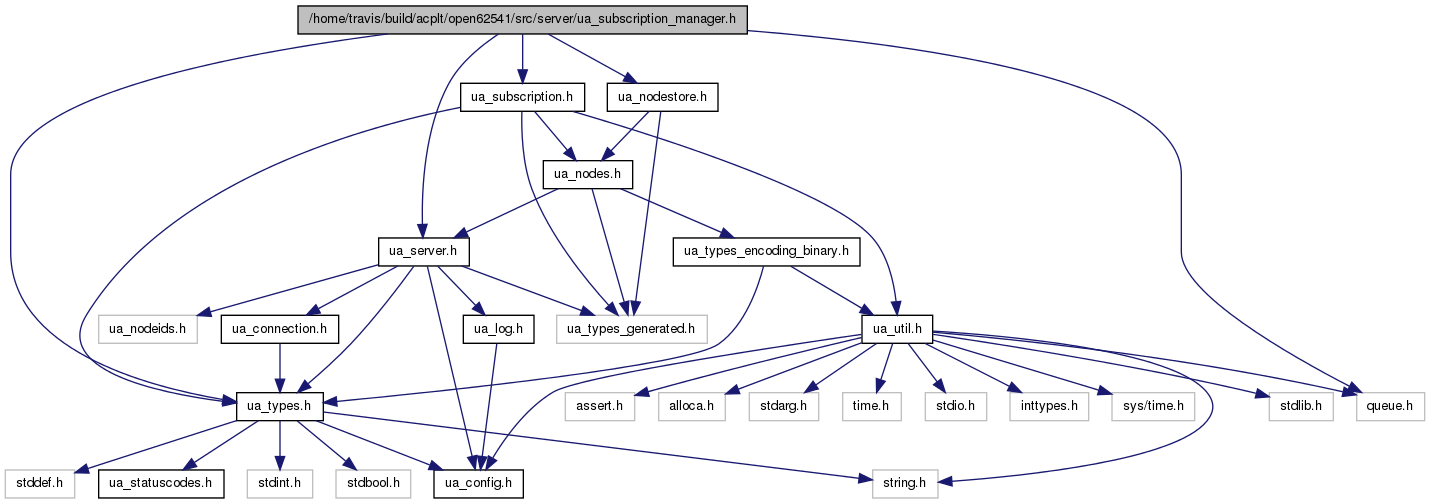 /home/travis/build/acplt/open62541/src/server/ua_subscription_manager.h
ua_subscription.h
ua_nodestore.h
ua_nodes.h
ua_server.h
ua_types_encoding_binary.h
ua_nodeids.h
ua_connection.h
ua_log.h
ua_types_generated.h
ua_util.h
ua_types.h
assert.h
alloca.h
stdarg.h
time.h
stdio.h
inttypes.h
sys/time.h
stdlib.h
queue.h
stddef.h
ua_statuscodes.h
stdint.h
stdbool.h
ua_config.h
string.h